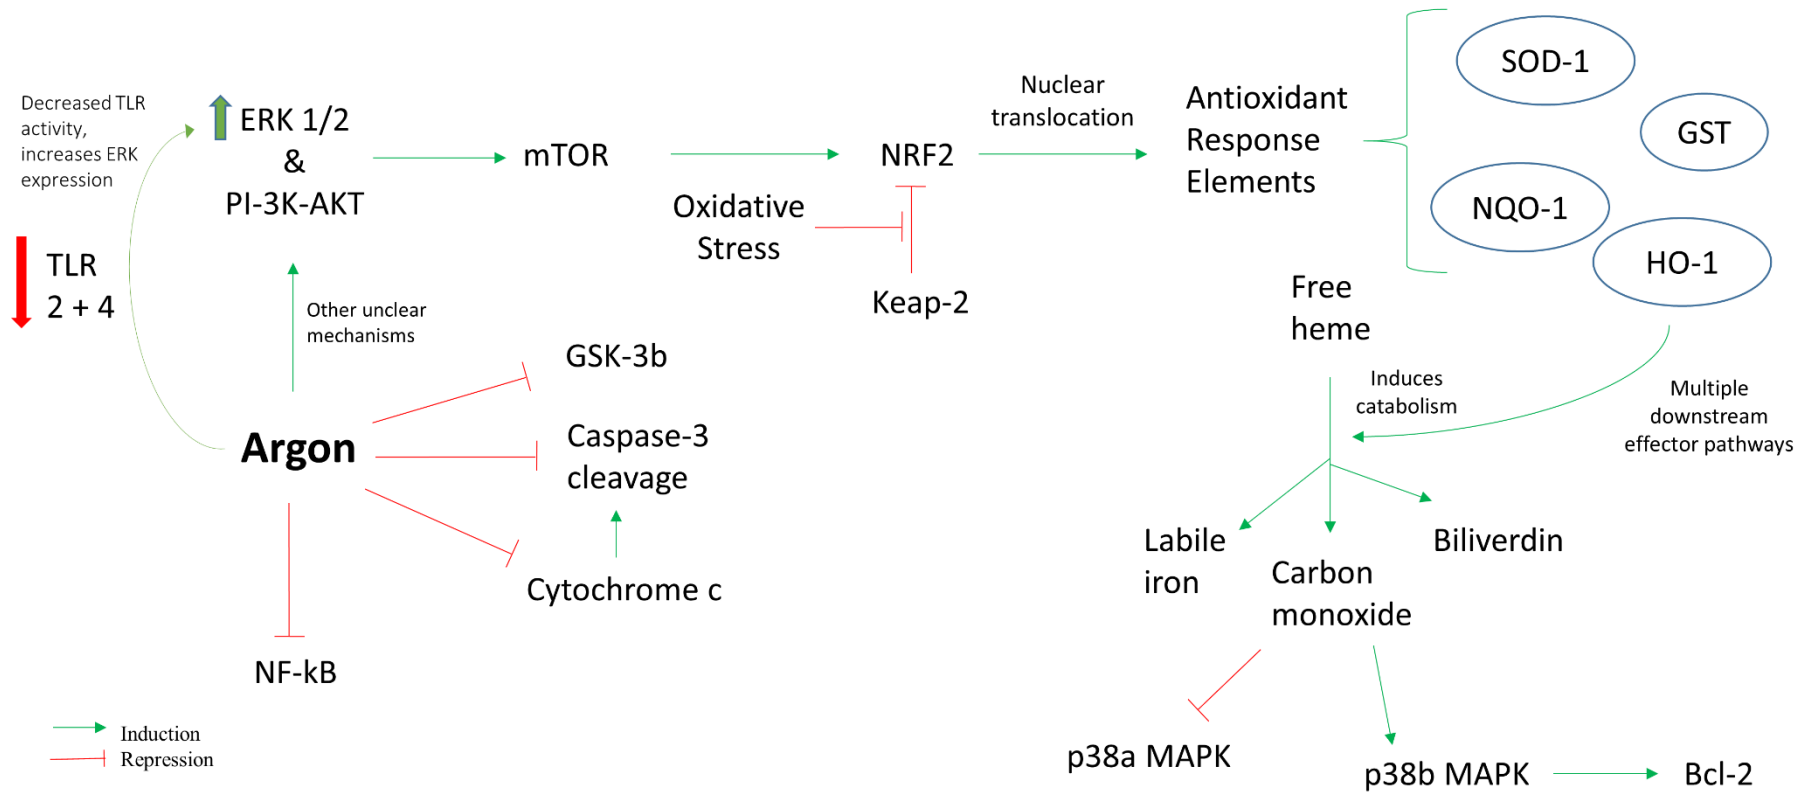 Decreased TLR
activity,
increases ERK
expression
ERK 1/2
&
PI-3K-AKT
TLR
2 + 4
Other unclear
mechanisms
Argon
mTOR
NRF2
Oxidative
Stress
Keap-2
Nuclear
translocation
Antioxidant
Response
Elements
SOD-1
GST
NQO-1
HO-1
GSK-3b
Caspase-3
cleavage
Cytochrome c
NF-kB
Free
heme
Induces
catabolism
Multiple
downstream
effector pathways
Labile
iron
Carbon
monoxide
Biliverdin
p38a MAPK
p38b MAPK
Bcl-2
Induction
Repression